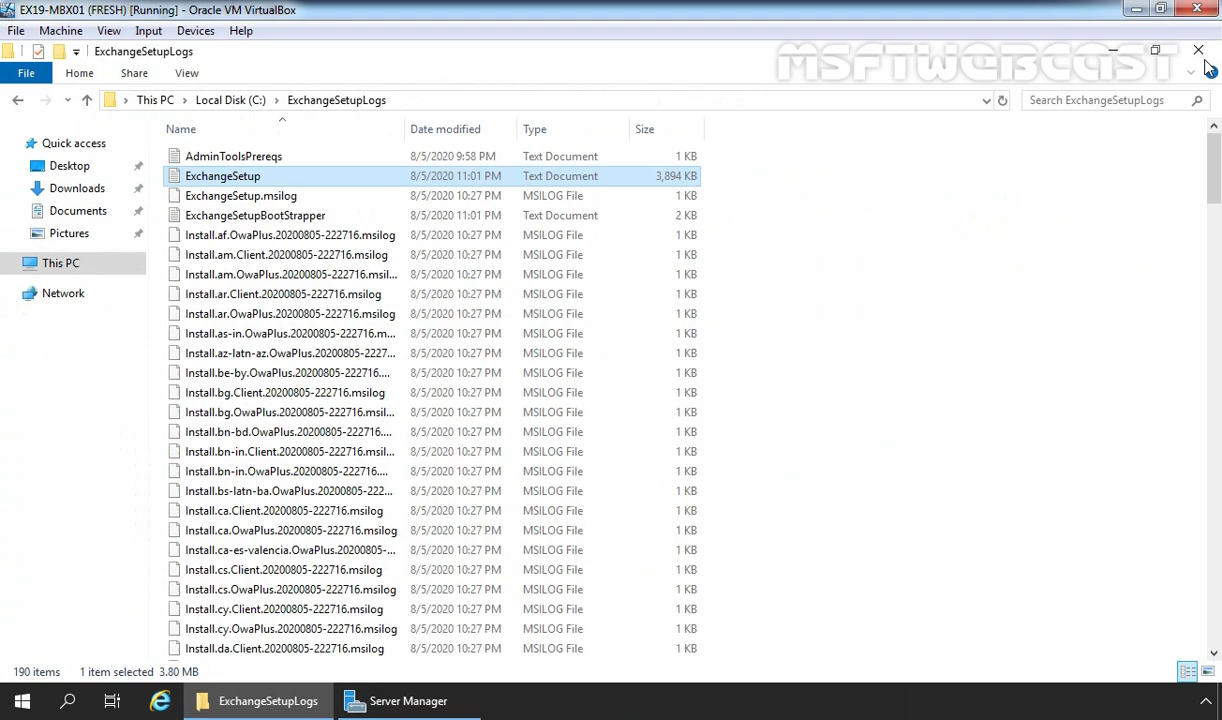 EX19-MBX01 (FRESH) [Running] - Oracle VM VirtualBox
File Machine View Input Devices Help
ExchangeSetupLogs
MSFTWEBCAST
File Home Share View
This PC Local Disk (C:) ExchangeSetupLogs Search ExchangeSetupLogs
Name Date modified Type Size
Quick access
Desktop
Downloads
Documents
Pictures
This PC
Network
AdminToolsPrereqs 8/5/2020 9:58 PM Text Document 1 KB
ExchangeSetup 8/5/2020 11:01 PM Text Document 3,894 KB
ExchangeSetup.msilog 8/5/2020 10:27 PM MSILOG File 1 KB
ExchangeSetupBootStrapper 8/5/2020 11:01 PM Text Document 2 KB
Install.af.OwaPlus.20200805-222716.msilog 8/5/2020 10:27 PM MSILOG File 1 KB
Install.am.Client.20200805-222716.msilog 8/5/2020 10:27 PM MSILOG File 1 KB
Install.am.OwaPlus.20200805-222716.msil... 8/5/2020 10:27 PM MSILOG File 1 KB
Install.ar.Client.20200805-222716.msilog 8/5/2020 10:27 PM MSILOG File 1 KB
Install.ar.OwaPlus.20200805-222716.msilog 8/5/2020 10:27 PM MSILOG File 1 KB
Install.as-in.OwaPlus.20200805-222716.m... 8/5/2020 10:27 PM MSILOG File 1 KB
Install.az-latn-az.OwaPlus.20200805-2227... 8/5/2020 10:27 PM MSILOG File 1 KB
Install.be-by.OwaPlus.20200805-222716.... 8/5/2020 10:27 PM MSILOG File 1 KB
Install.bg.Client.20200805-222716.msilog 8/5/2020 10:27 PM MSILOG File 1 KB
Install.bg.OwaPlus.20200805-222716.msil... 8/5/2020 10:27 PM MSILOG File 1 KB
Install.bn-bd.OwaPlus.20200805-222716.... 8/5/2020 10:27 PM MSILOG File 1 KB
Install.bn-in.Client.20200805-222716.msilog 8/5/2020 10:27 PM MSILOG File 1 KB
Install.bn-in.OwaPlus.20200805-222716.... 8/5/2020 10:27 PM MSILOG File 1 KB
Install.bs-latn-ba.OwaPlus.20200805-222... 8/5/2020 10:27 PM MSILOG File 1 KB
Install.ca.Client.20200805-222716.msilog 8/5/2020 10:27 PM MSILOG File 1 KB
Install.ca.OwaPlus.20200805-222716.msilog 8/5/2020 10:27 PM MSILOG File 1 KB
Install.ca-es-valencia.OwaPlus.20200805-... 8/5/2020 10:27 PM MSILOG File 1 KB
Install.cs.Client.20200805-222716.msilog 8/5/2020 10:27 PM MSILOG File 1 KB
Install.cs.OwaPlus.20200805-222716.msilog 8/5/2020 10:27 PM MSILOG File 1 KB
Install.cy.Client.20200805-222716.msilog 8/5/2020 10:27 PM MSILOG File 1 KB
Install.cy.OwaPlus.20200805-222716.msilog 8/5/2020 10:27 PM MSILOG File 1 KB
Install.da.Client.20200805-222716.msilog 8/5/2020 10:27 PM MSILOG File 1 KB
190 items 1 item selected 3.80 MB
ExchangeSetupLogs Server Manager